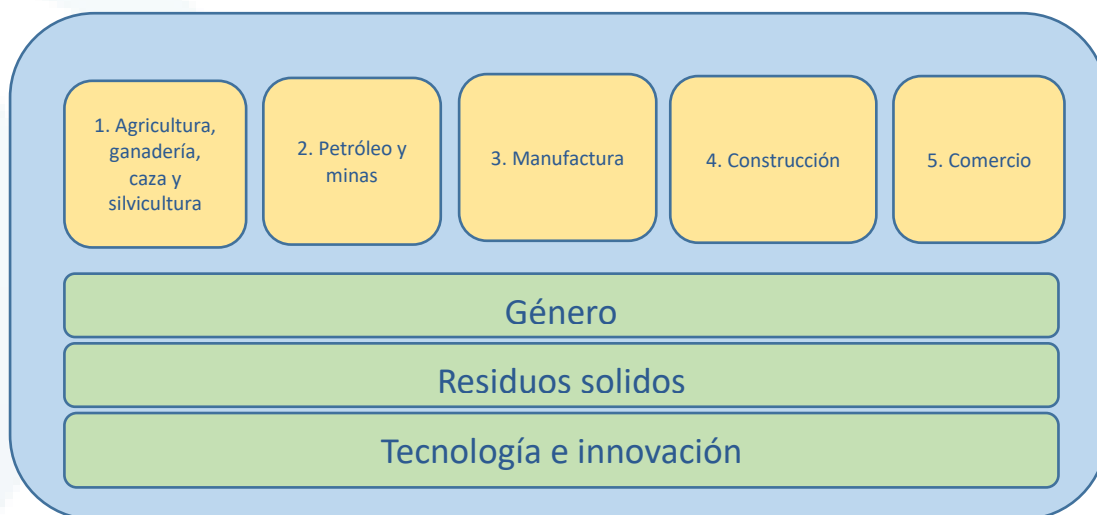 1. Agricultura,
ganadería,
caza y
silvicultura
2. Petróleo y
minas
3. Manufactura
4. Construcción
5. Comercio
Género
Residuos solidos
Tecnología e innovación